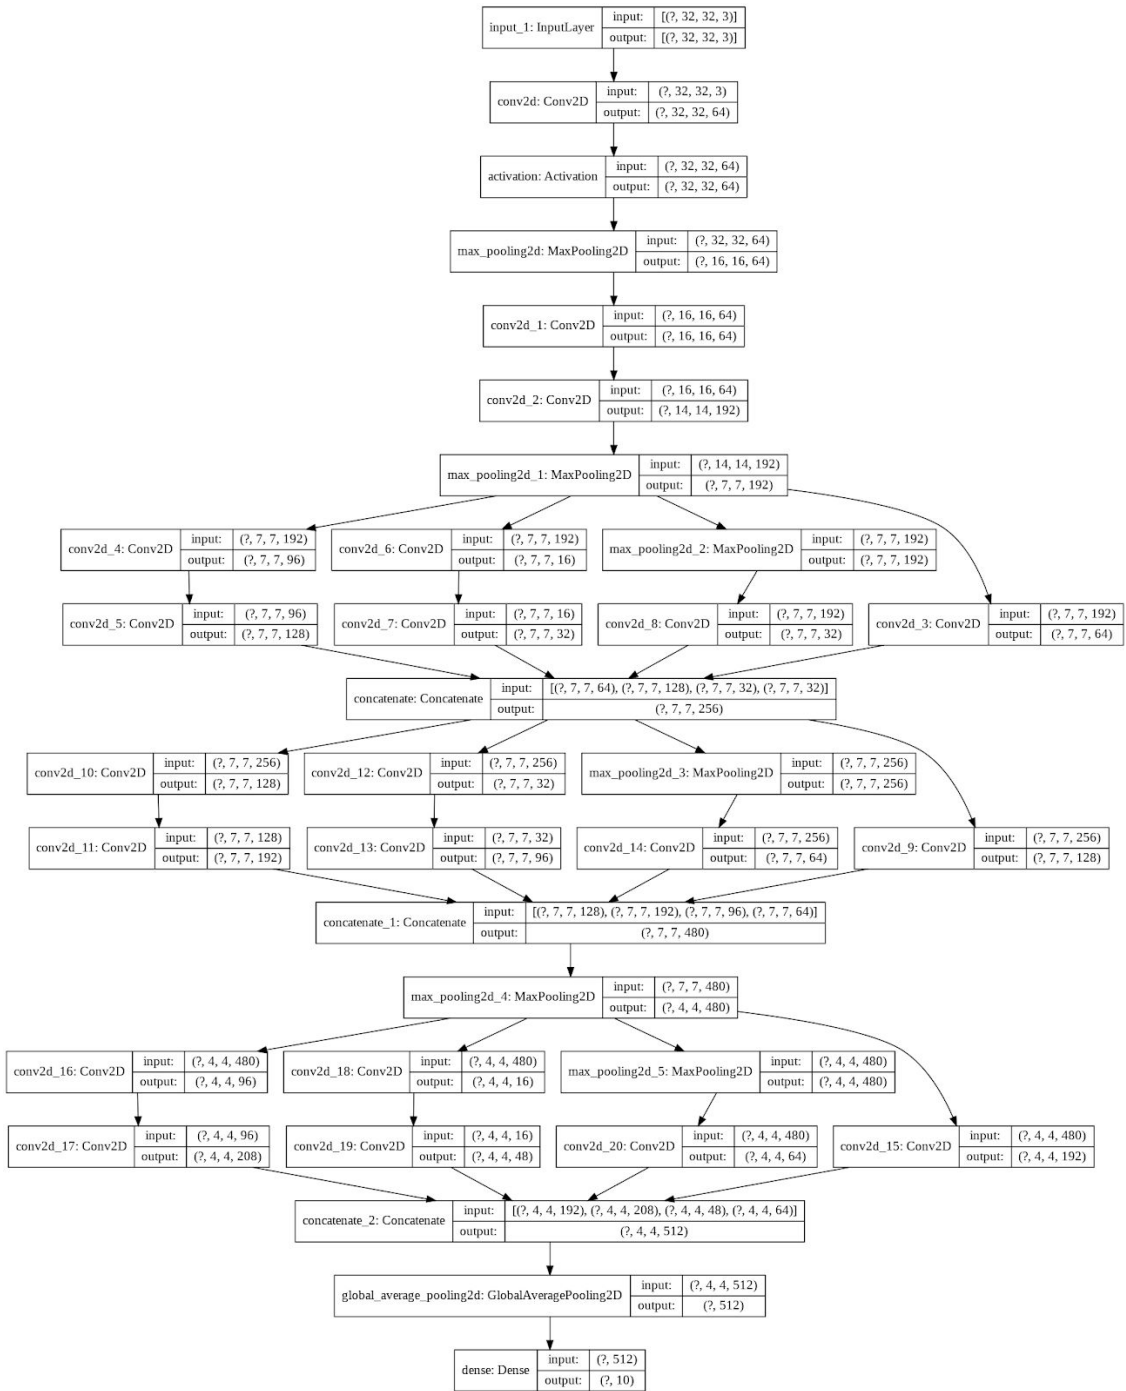 input_1: InputLayer
input: [(?, 32, 32, 3)]
output: [(?, 32, 32, 3)]
conv2d: Conv2D
input: (?, 32, 32, 3)
output: (?, 32, 32, 64)
activation: Activation
input: (?, 32, 32, 64)
output: (?, 32, 32, 64)
max_pooling2d: MaxPooling2D
input: (?, 32, 32, 64)
output: (?, 16, 16, 64)
conv2d_1: Conv2D
input: (?, 16, 16, 64)
output: (?, 16, 16, 64)
conv2d_2: Conv2D
input: (?, 16, 16, 64)
output: (?, 14, 14, 192)
max_pooling2d_1: MaxPooling2D
input: (?, 14, 14, 192)
output: (?, 7, 7, 192)
conv2d_4: Conv2D
input: (?, 7, 7, 192)
output: (?, 7, 7, 96)
conv2d_6: Conv2D
input: (?, 7, 7, 192)
output: (?, 7, 7, 16)
max_pooling2d_2: MaxPooling2D
input: (?, 7, 7, 192)
output: (?, 7, 7, 192)
conv2d_5: Conv2D
input: (?, 7, 7, 96)
output: (?, 7, 7, 128)
conv2d_7: Conv2D
input: (?, 7, 7, 16)
output: (?, 7, 7, 32)
conv2d_8: Conv2D
input: (?, 7, 7, 192)
output: (?, 7, 7, 32)
conv2d_3: Conv2D
input: (?, 7, 7, 192)
output: (?, 7, 7, 64)
concatenate: Concatenate
input: [(?, 7, 7, 64), (?, 7, 7, 128), (?, 7, 7, 32), (?, 7, 7, 32)]
output: (?, 7, 7, 256)
conv2d_10: Conv2D
input: (?, 7, 7, 256)
output: (?, 7, 7, 128)
conv2d_12: Conv2D
input: (?, 7, 7, 256)
output: (?, 7, 7, 32)
max_pooling2d_3: MaxPooling2D
input: (?, 7, 7, 256)
output: (?, 7, 7, 256)
conv2d_11: Conv2D
input: (?, 7, 7, 128)
output: (?, 7, 7, 192)
conv2d_13: Conv2D
input: (?, 7, 7, 32)
output: (?, 7, 7, 96)
conv2d_14: Conv2D
input: (?, 7, 7, 256)
output: (?, 7, 7, 64)
conv2d_9: Conv2D
input: (?, 7, 7, 256)
output: (?, 7, 7, 128)
concatenate_1: Concatenate
input: [(?, 7, 7, 128), (?, 7, 7, 192), (?, 7, 7, 96), (?, 7, 7, 64)]
output: (?, 7, 7, 480)
max_pooling2d_4: MaxPooling2D
input: (?, 7, 7, 480)
output: (?, 4, 4, 480)
conv2d_16: Conv2D
input: (?, 4, 4, 480)
output: (?, 4, 4, 96)
conv2d_18: Conv2D
input: (?, 4, 4, 480)
output: (?, 4, 4, 16)
max_pooling2d_5: MaxPooling2D
input: (?, 4, 4, 480)
output: (?, 4, 4, 480)
conv2d_17: Conv2D
input: (?, 4, 4, 96)
output: (?, 4, 4, 208)
conv2d_19: Conv2D
input: (?, 4, 4, 16)
output: (?, 4, 4, 48)
conv2d_20: Conv2D
input: (?, 4, 4, 480)
output: (?, 4, 4, 64)
conv2d_15: Conv2D
input: (?, 4, 4, 480)
output: (?, 4, 4, 192)
concatenate_2: Concatenate
input: [(?, 4, 4, 192), (?, 4, 4, 208), (?, 4, 4, 48), (?, 4, 4, 64)]
output: (?, 4, 4, 512)
global_average_pooling2d: GlobalAveragePooling2D
input: (?, 4, 4, 512)
output: (?, 512)
dense: Dense
input: (?, 512)
output: (?, 10)